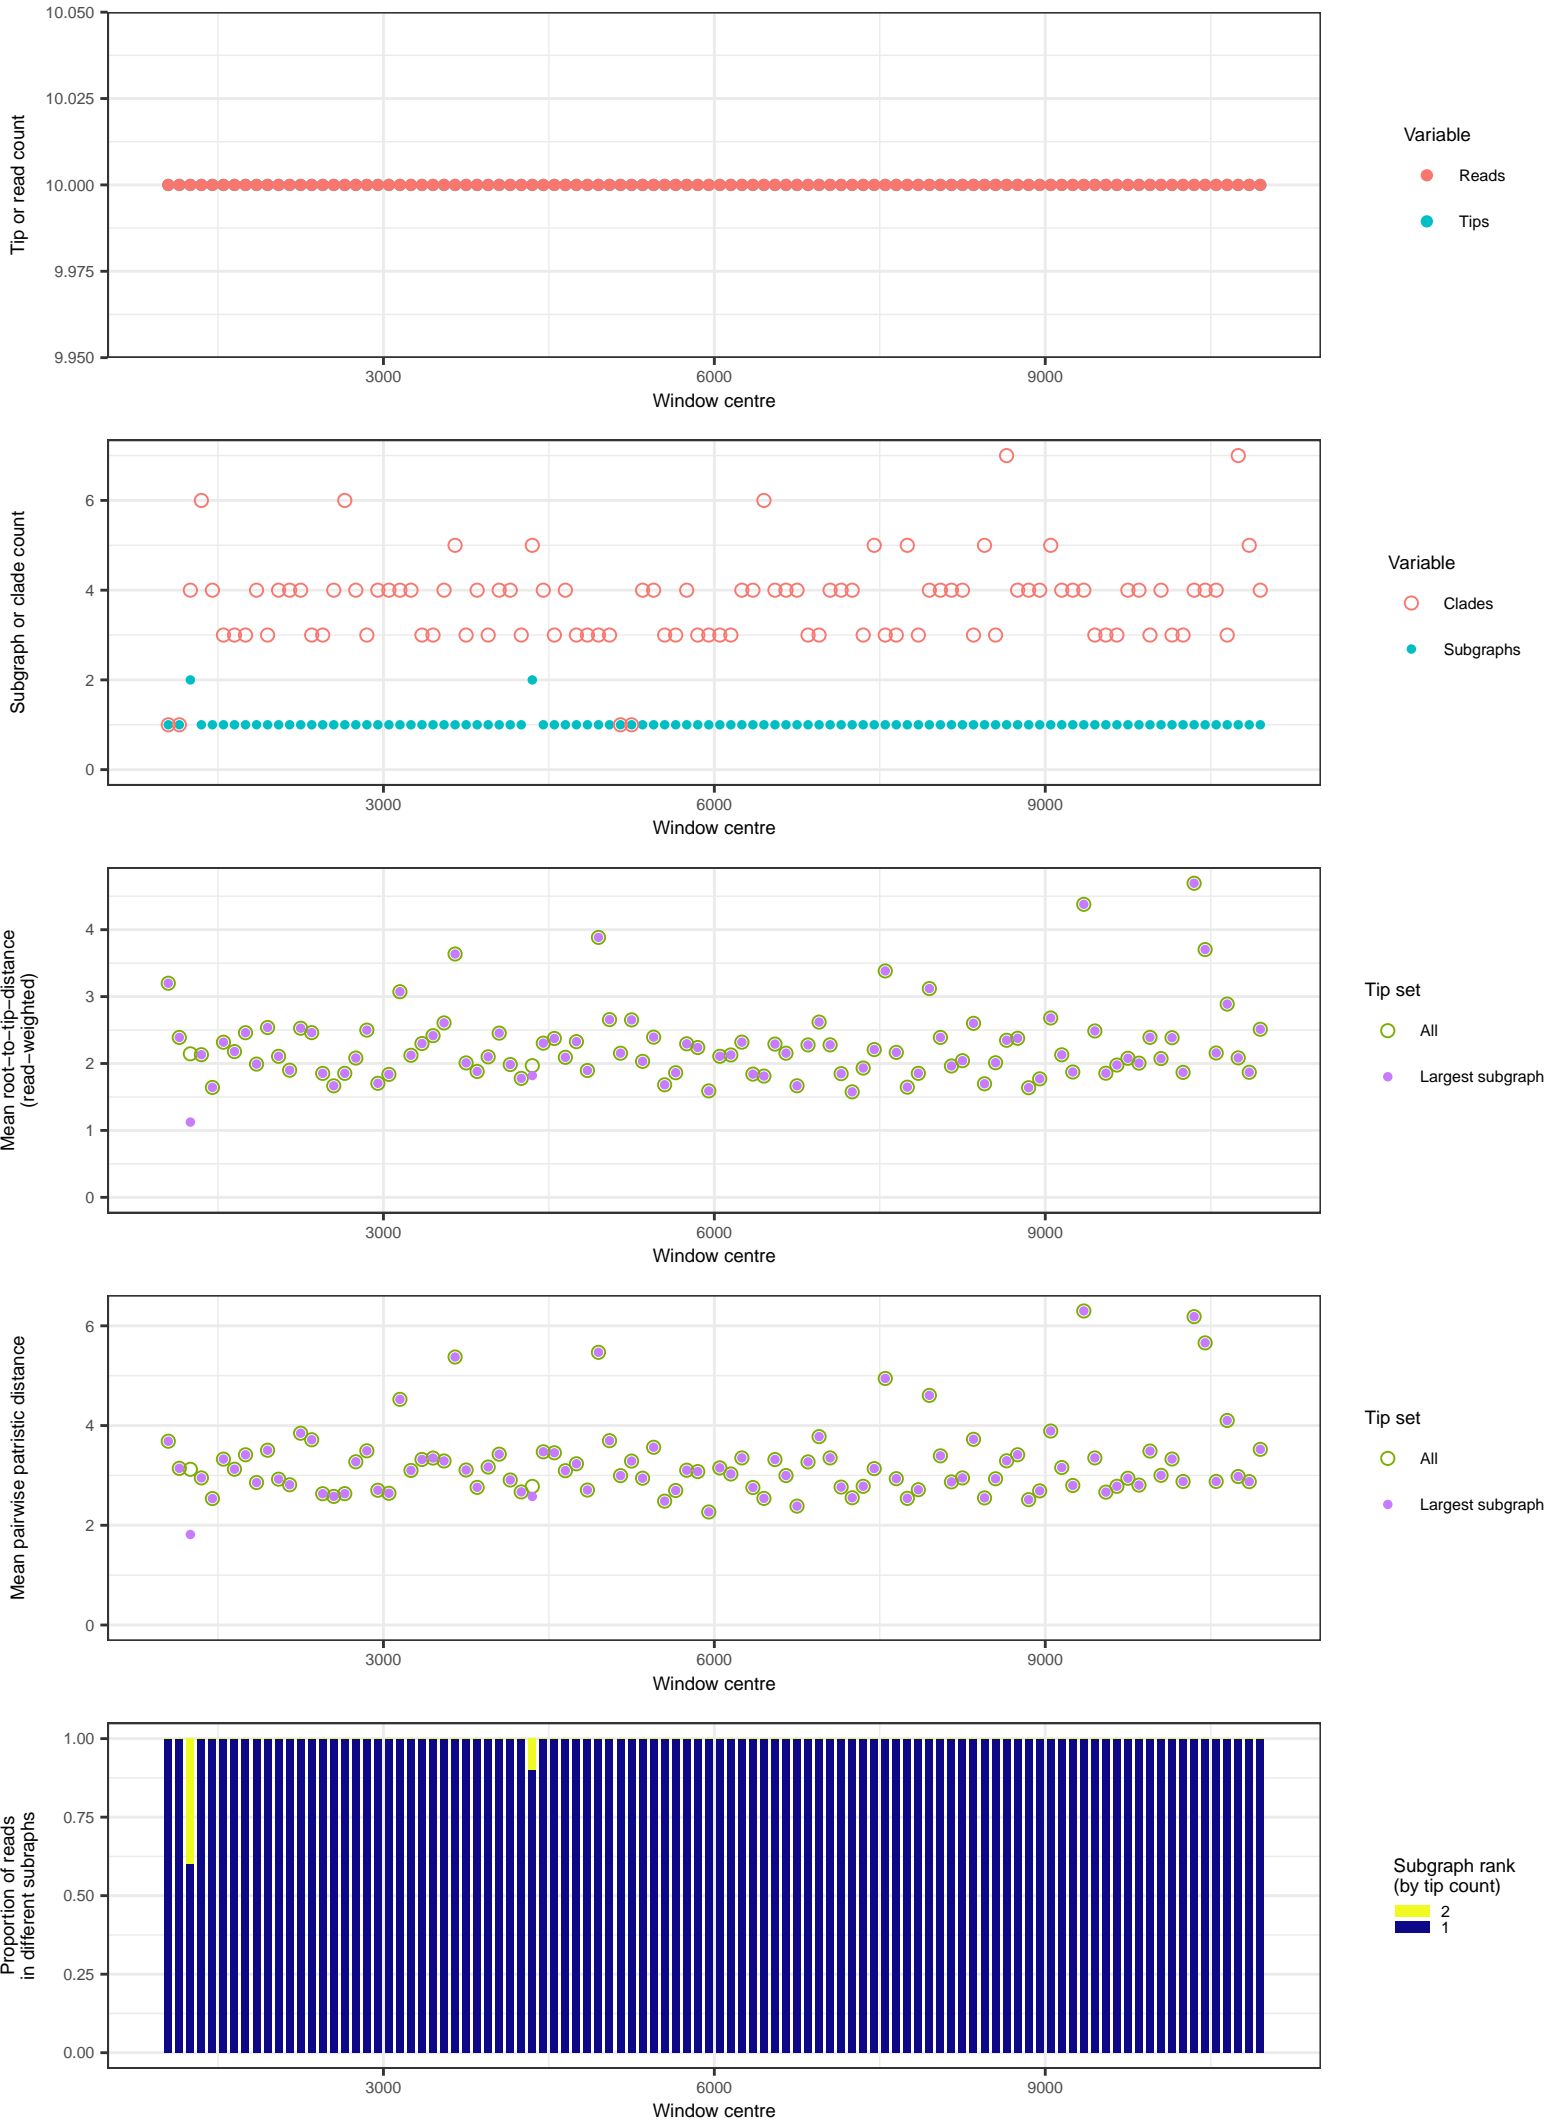 10.050
10.025
10.000
9.975
9.950
3000 6000 9000
Window centre
Tip or read count
Variable
Reads
Tips
6
4
2
0
3000 6000 9000
Window centre
Subgraph or clade count
Variable
Clades
Subgraphs
4
3
2
1
0
3000 6000 9000
Window centre
Mean root−to−tip−distance
(read−weighted)
Tip set
All
Largest subgraph
6
4
2
0
3000 6000 9000
Window centre
Mean pairwise patristic distance
Tip set
All
Largest subgraph
1.00
0.75
0.50
0.25
0.00
3000 6000 9000
Window centre
Proportion of reads
in different subraphs
Subgraph rank
(by tip count)
2
1